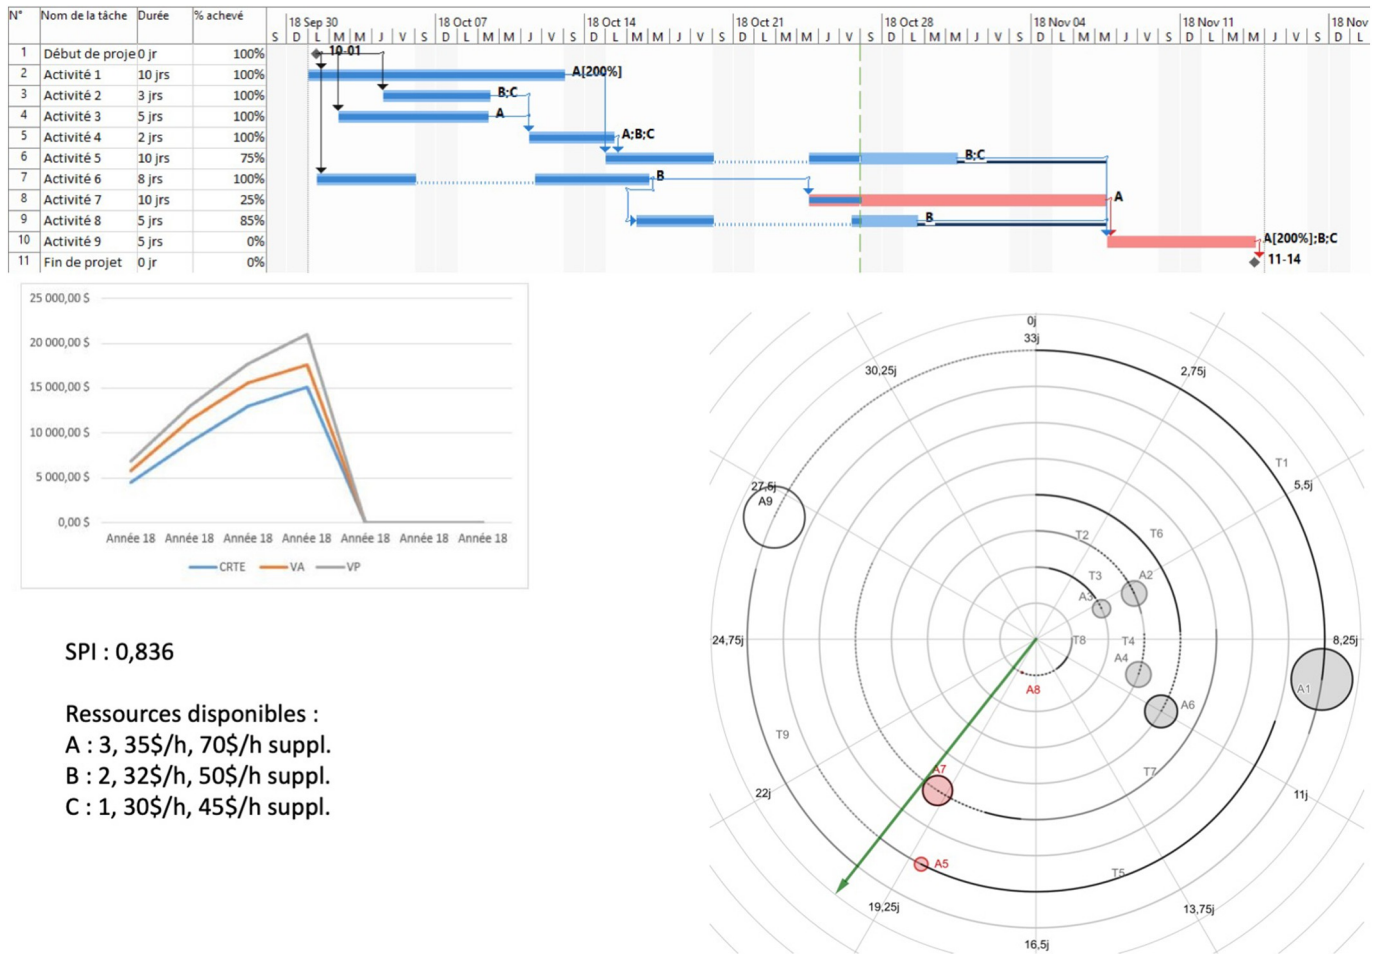 N° Nom de la tâche Durée % achevé 18 Sep 30 18 Oct 07 18 Oct 14 18 Oct 21 18 Oct 28 18 Nov 04 18 Nov 11 18 Nov
S D L M M J V S D L M M J V S D L M M J V S D L M M J V S D L M M J V S D L M M J V S D L M M J V S D L
1 Début de proje 0 jr 100% 10-01
2 Activité 1 10 jrs 100% A[200%]
3 Activité 2 3 jrs 100% B;C
4 Activité 3 5 jrs 100% A
5 Activité 4 2 jrs 100% A;B;C
6 Activité 5 10 jrs 75% B;C
7 Activité 6 8 jrs 100% B
8 Activité 7 10 jrs 25% A
9 Activité 8 5 jrs 85% B
10 Activité 9 5 jrs 0% A[200%];B;C
11 Fin de projet 0 jr 0% 11-14
25 000,00 $
20 000,00 $
15 000,00 $
10 000,00 $
5 000,00 $
0,00 $
Année 18 Année 18 Année 18 Année 18 Année 18 Année 18 Année 18
CRTE VA VP
SPI : 0,836
Ressources disponibles :
A : 3, 35$/h, 70$/h suppl.
B : 2, 32$/h, 50$/h suppl.
C : 1, 30$/h, 45$/h suppl.
0j
33j
30,25j 2,75j
T1
27,5j 5,5j
A9
T2 T6
T3 A2
A3
24,75j T8 T4 8,25j
A4
A8 A1
A6
T9
A7 T7
22j 11j
A5 T5
19,25j 13,75j
16,5j